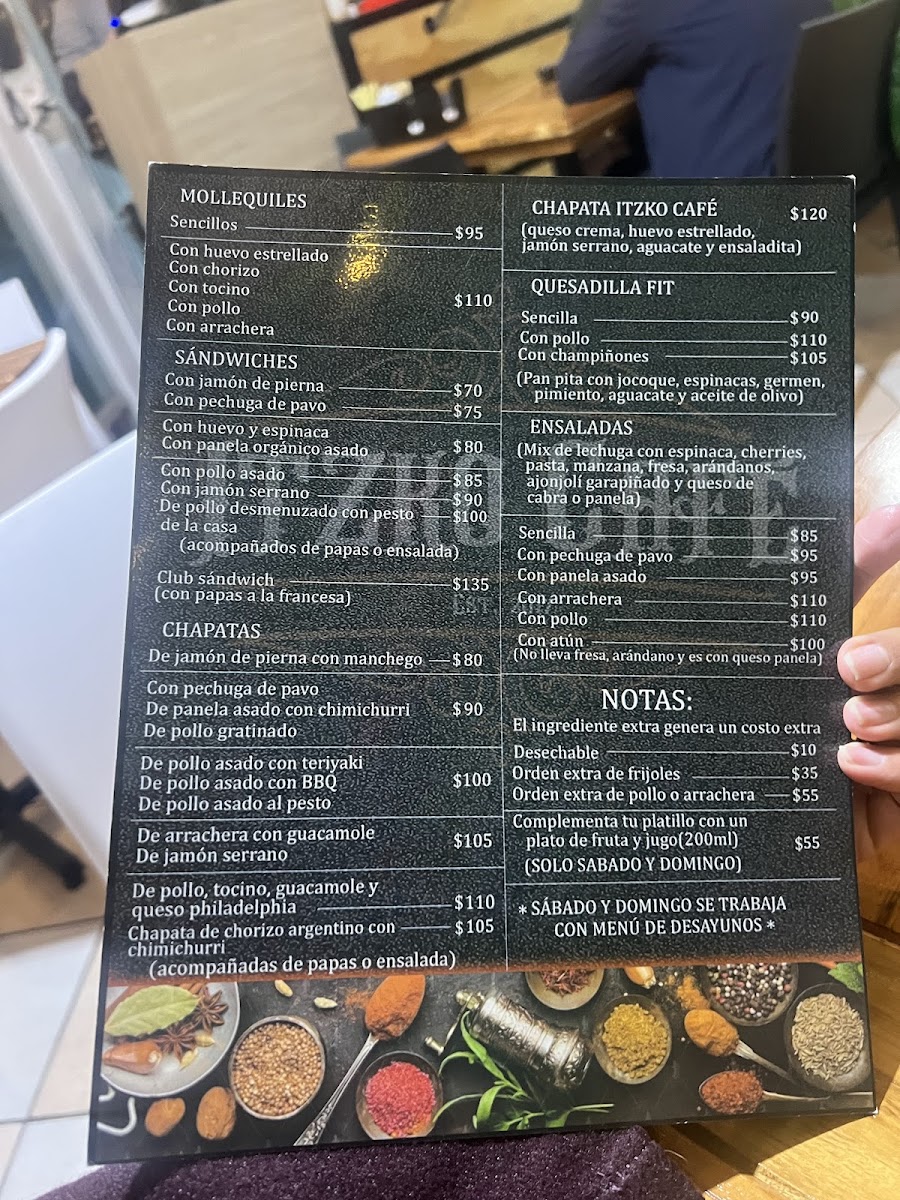 MOLLEQUILES
Sencillos $95
Con huevo estrellado
Con chorizo
Con tocino
Con pollo $110
Con arrachera
SÁNDWICHES
Con jamón de pierna $70
Con pechuga de pavo $75
Con huevo y espinaca
Con panela orgánico asado $80
Con pollo asado $85
Con jamón serrano $90
De pollo desmenuzado con pesto $100
de la casa
(acompañados de papas o ensalada)
Club sándwich $135
(con papas a la francesa)
CHAPATAS
De jamón de pierna con manchego $80
Con pechuga de pavo
De panela asado con chimichurri $90
De pollo gratinado
De pollo asado con teriyaki
De pollo asado con BBQ $100
De pollo asado al pesto
De arrachera con guacamole $105
De jamón serrano
De pollo, tocino, guacamole y
queso philadelphia $110
Chapata de chorizo argentino con $105
chimichurri
(acompañadas de papas o ensalada)
CHAPATA ITZKO CAFÉ $120
(queso crema, huevo estrellado,
jamón serrano, aguacate y ensaladita)
QUESADILLA FIT
Sencilla $90
Con pollo $110
Con champiñones $105
(Pan pita con jocoque, espinacas, germen,
pimiento, aguacate y aceite de olivo)
ENSALADAS
(Mix de lechuga con espinaca, cherries,
pasta, manzana, fresa, arándanos,
ajonjolí garapiñado y queso de
cabra o panela)
Sencilla $85
Con pechuga de pavo $95
Con panela asado $95
Con arrachera $110
Con pollo $110
Con atún $100
(No lleva fresa, arándano y es con queso panela)
NOTAS:
El ingrediente extra genera un costo extra
Desechable $10
Orden extra de frijoles $35
Orden extra de pollo o arrachera $55
Complementa tu platillo con un
plato de fruta y jugo(200ml) $55
(SOLO SABADO Y DOMINGO)
* SÁBADO Y DOMINGO SE TRABAJA
CON MENÚ DE DESAYUNOS *
ITZKO CAFÉ
EST.